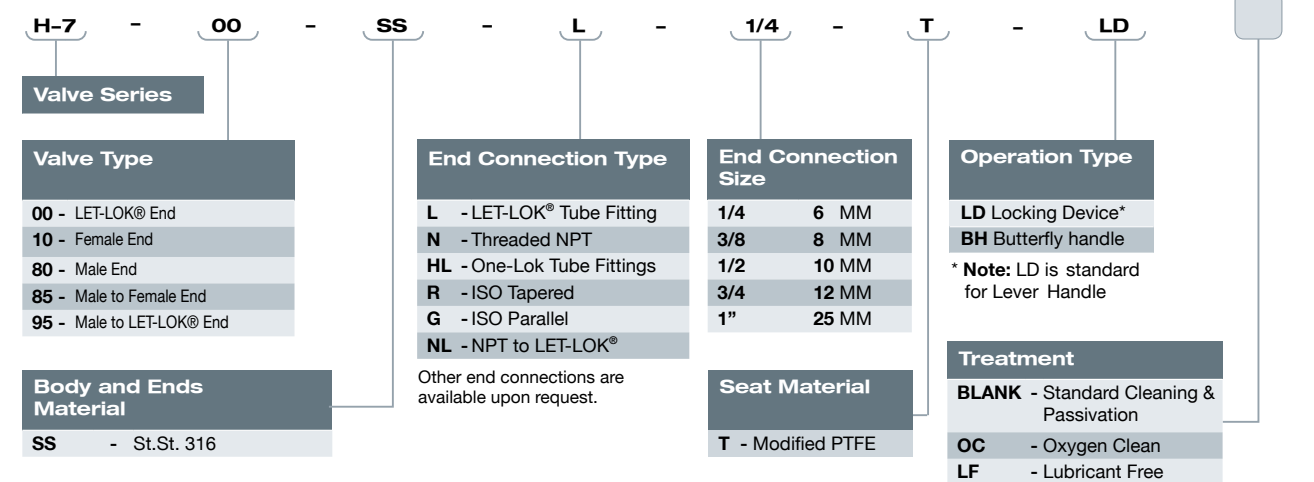 H-7 - 00 - SS - L - 1/4 - T - LD
Valve Series
Valve Type
00 - LET-LOK® End
10 - Female End
80 - Male End
85 - Male to Female End
95 - Male to LET-LOK® End
Body and Ends
Material
SS - St.St. 316
End Connection Type
L - LET-LOK® Tube Fitting
N - Threaded NPT
HL - One-Lok Tube Fittings
R - ISO Tapered
G - ISO Parallel
NL - NPT to LET-LOK®
Other end connections are
available upon request.
End Connection
Size
1/4 6 MM
3/8 8 MM
1/2 10 MM
3/4 12 MM
1” 25 MM
Seat Material
T - Modified PTFE
Operation Type
LD Locking Device*
BH Butterfly handle
* Note: LD is standard
for Lever Handle
Treatment
BLANK - Standard Cleaning &
Passivation
OC - Oxygen Clean
LF - Lubricant Free